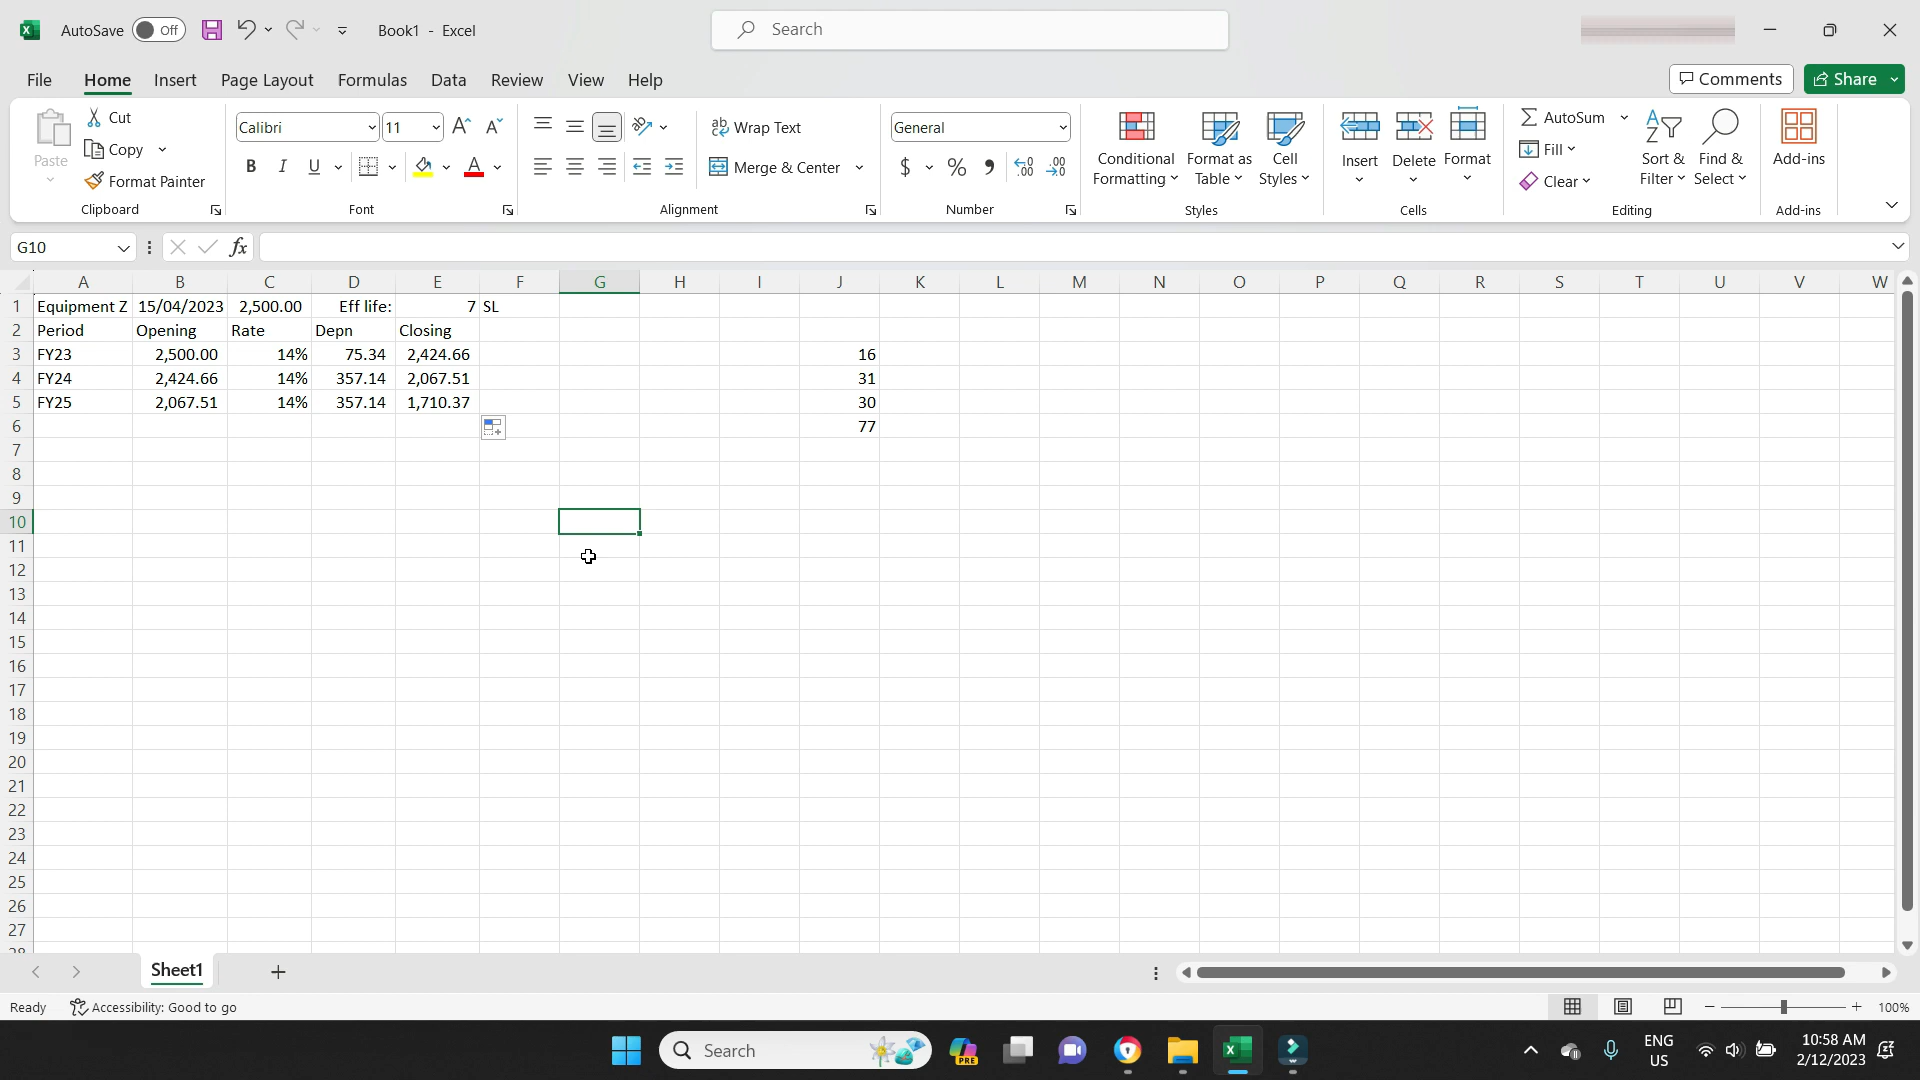 AutoSave Off Book1 - Excel Search
File Home Insert Page Layout Formulas Data Review View Help Comments Share
Paste Cut Copy Format Painter Clipboard
Calibri 11 B I U A Font
ab Wrap Text Merge & Center Alignment
General $ % , .00 Number
Conditional Formatting Format as Table Cell Styles Styles
Insert Delete Format Cells
AutoSum Fill Clear Sort & Filter Find & Select Editing
Add-ins Add-ins
G10 fx
A B C D E F G H I J K L M N O P Q R S T U V W
1 Equipment Z 15/04/2023 2,500.00 Eff life: 7 SL
2 Period Opening Rate Depn Closing
3 FY23 2,500.00 14% 75.34 2,424.66 16
4 FY24 2,424.66 14% 357.14 2,067.51 31
5 FY25 2,067.51 14% 357.14 1,710.37 30
6 77
7
8
9
10
11
12
13
14
15
16
17
18
19
20
21
22
23
24
25
26
27
28
Sheet1
Ready Accessibility: Good to go 100%
Search PRE ENG US 10:58 AM 2/12/2023